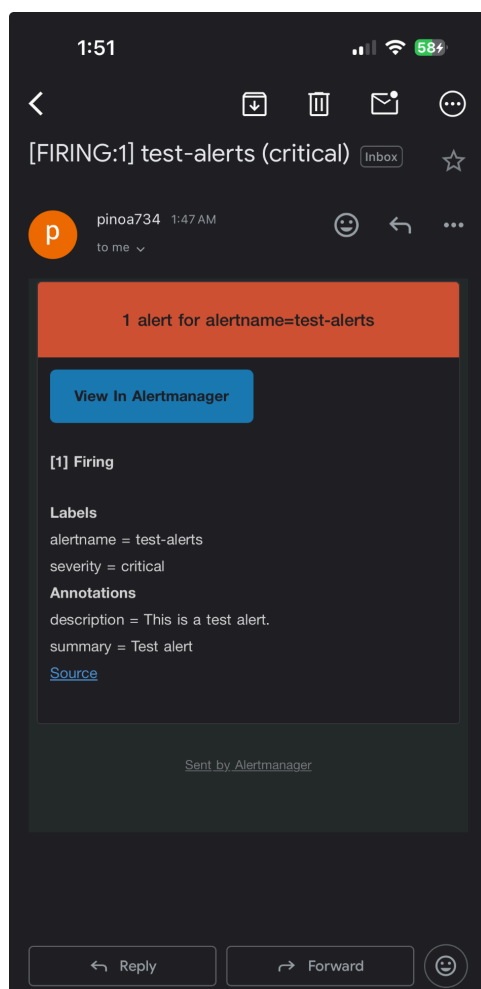 1:51
58
[FIRING:1] test-alerts (critical) Inbox
p
pinoa734 1:47 AM
to me
1 alert for alertname=test-alerts
View In Alertmanager
[1] Firing
Labels
alertname = test-alerts
severity = critical
Annotations
description = This is a test alert.
summary = Test alert
Source
Sent by Alertmanager
Reply Forward